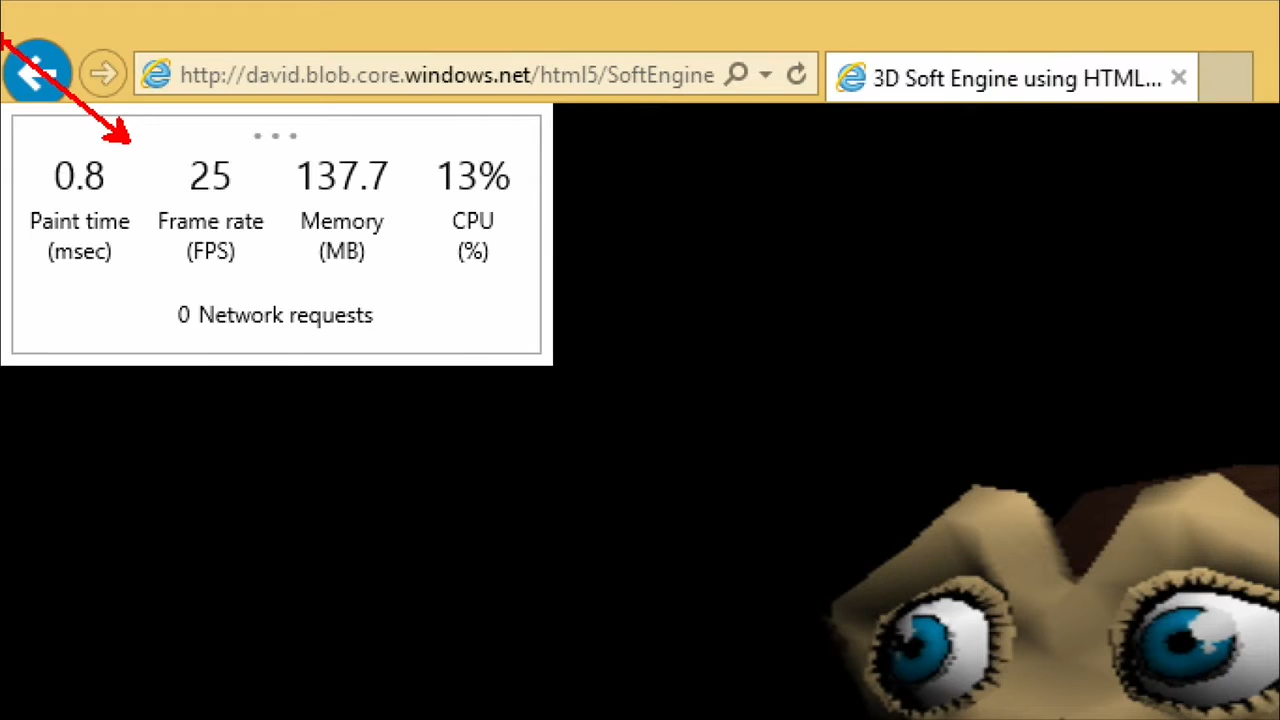 http://david.blob.core.windows.net/html5/SoftEngine
3D Soft Engine using HTML...
0.8 25 137.7 13%
Paint time Frame rate Memory CPU
(msec) (FPS) (MB) (%)
0 Network requests